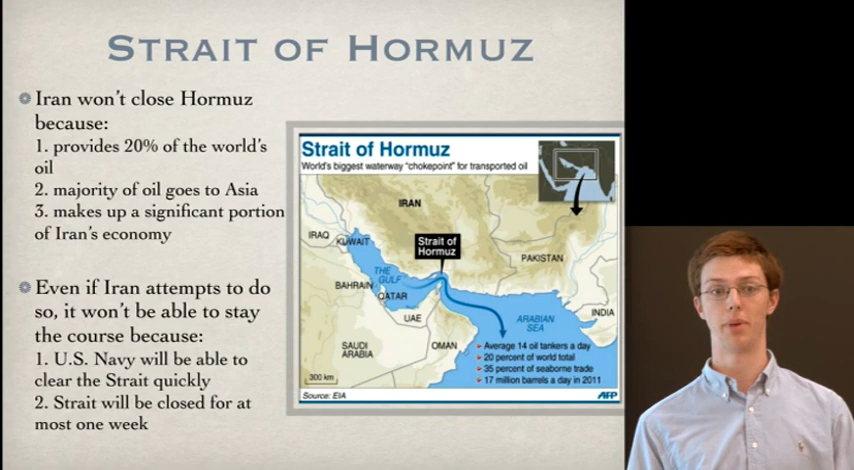 STRAIT OF HORMUZ
Iran won't close Hormuz
because:
1. provides 20% of the world's
oil
2. majority of oil goes to Asia
3. makes up a significant portion
of Iran's economy
Even if Iran attempts to do
so, it won't be able to stay
the course because:
1. U.S. Navy will be able to
clear the Strait quickly
2. Strait will be closed for at
most one week
Strait of Hormuz
World's biggest waterway "chokepoint" for transported oil
IRAN
IRAQ
KUWAIT
Strait of
Hormuz
PAKISTAN
THE
GULF
BAHRAIN
QATAR
UAE
INDIA
ARABIAN
SEA
SAUDI
ARABIA
OMAN
Average 14 oil tankers a day
20 percent of world total
35 percent of seaborne trade
17 million barrels a day in 2011
300 km
Source: EIA
AFP